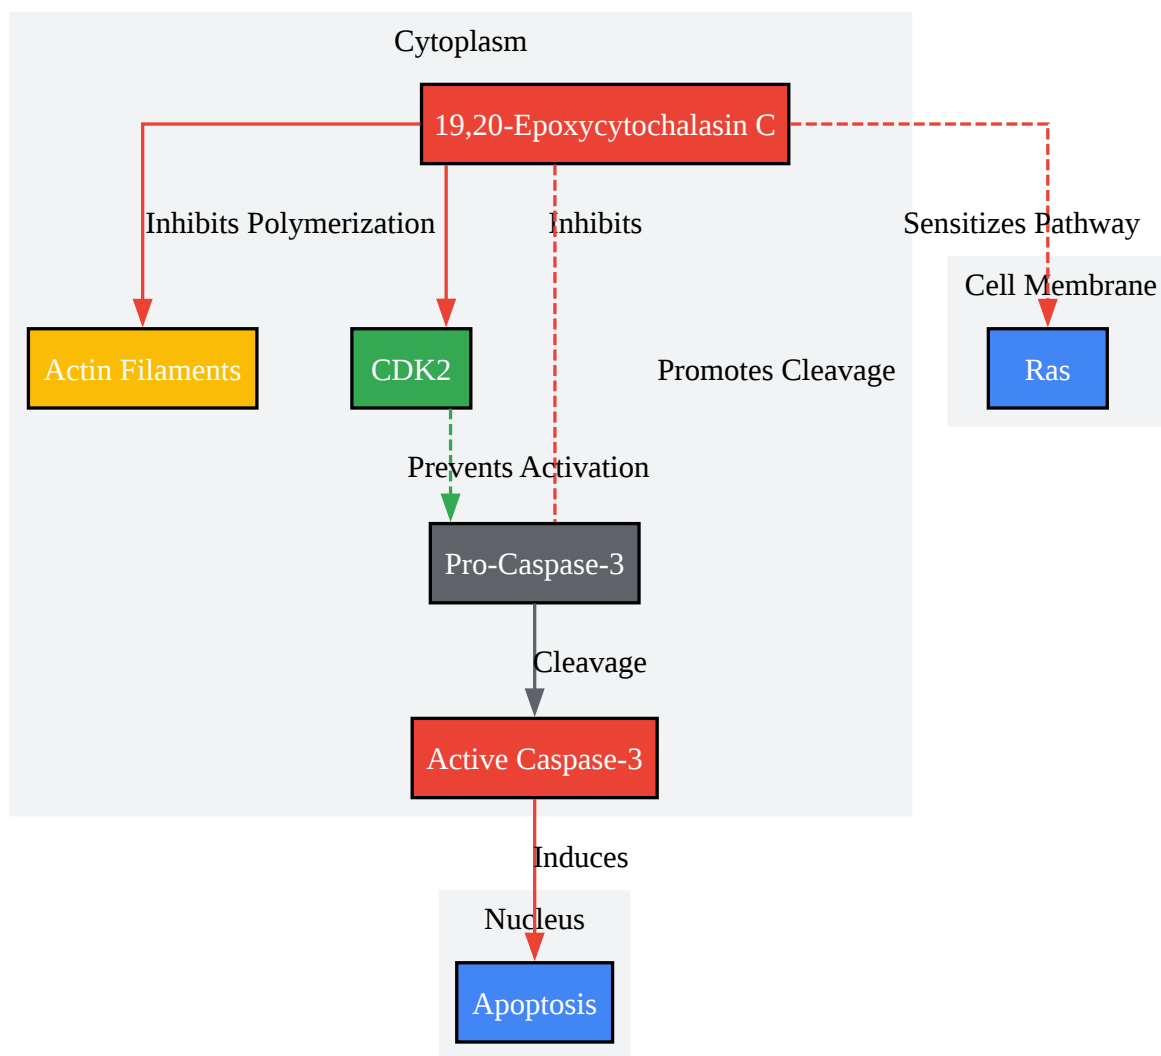 Cytoplasm
19,20-Epoxycytochalasin C
Inhibits Polymerization
Inhibits
Sensitizes Pathway
Cell Membrane
Actin Filaments
CDK2
Promotes Cleavage
Ras
Prevents Activation
Pro-Caspase-3
Cleavage
Active Caspase-3
Induces
Nucleus
Apoptosis